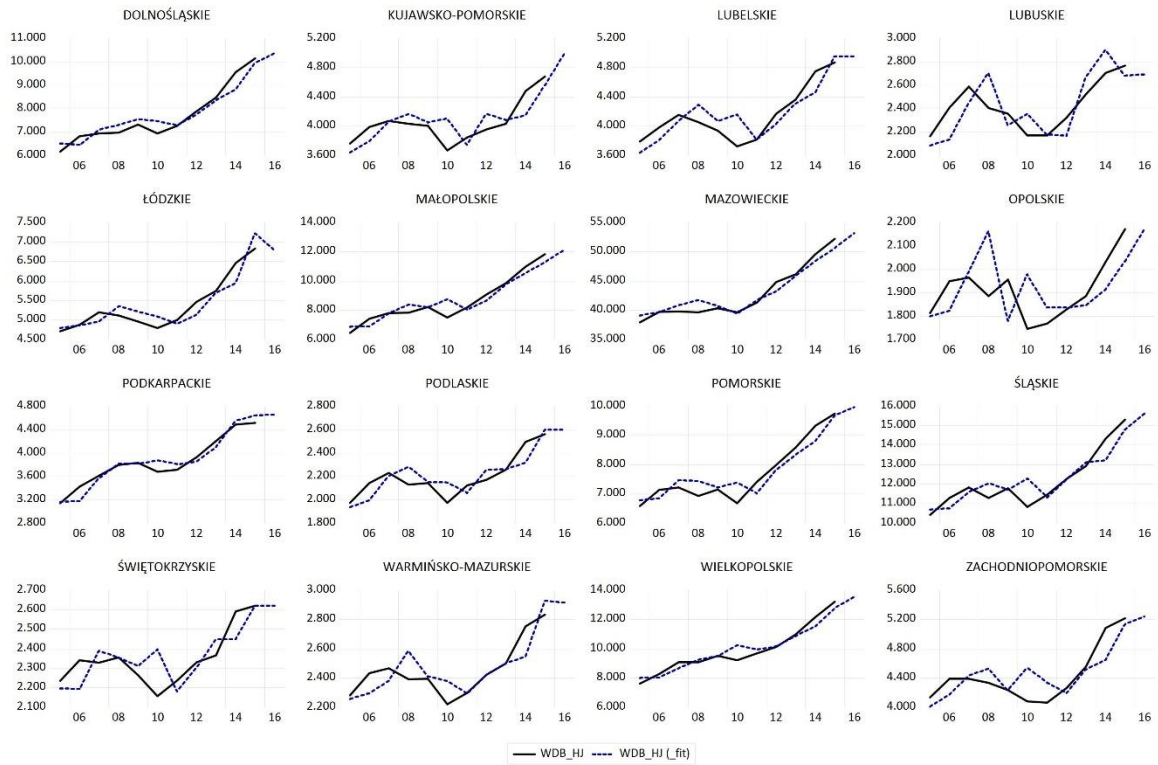 DOLNOŚLĄSKIE
11.000
10.000
9.000
8.000
7.000
6.000
06 08 10 12 14 16
KUJAWSKO-POMORSKIE
5.200
4.800
4.400
4.000
3.600
06 08 10 12 14 16
LUBELSKIE
5.200
4.800
4.400
4.000
3.600
06 08 10 12 14 16
LUBUSKIE
3.000
2.800
2.600
2.400
2.200
2.000
06 08 10 12 14 16
ŁÓDZKIE
7.500
7.000
6.500
6.000
5.500
5.000
4.500
06 08 10 12 14 16
MAŁOPOLSKIE
14.000
12.000
10.000
8.000
6.000
06 08 10 12 14 16
MAZOWIECKIE
55.000
50.000
45.000
40.000
35.000
06 08 10 12 14 16
OPOLSKIE
2.200
2.100
2.000
1.900
1.800
1.700
06 08 10 12 14 16
PODKARPACKIE
4.800
4.400
4.000
3.600
3.200
2.800
06 08 10 12 14 16
PODLASKIE
2.800
2.600
2.400
2.200
2.000
1.800
06 08 10 12 14 16
POMORSKIE
10.000
9.000
8.000
7.000
6.000
06 08 10 12 14 16
ŚLĄSKIE
16.000
15.000
14.000
13.000
12.000
11.000
10.000
06 08 10 12 14 16
ŚWIĘTOKRZYSKIE
2.700
2.600
2.500
2.400
2.300
2.200
2.100
06 08 10 12 14 16
WARMIŃSKO-MAZURSKIE
3.000
2.800
2.600
2.400
2.200
06 08 10 12 14 16
WIELKOPOLSKIE
14.000
12.000
10.000
8.000
6.000
06 08 10 12 14 16
ZACHODNIOPOMORSKIE
5.600
5.200
4.800
4.400
4.000
06 08 10 12 14 16
WDB_HJ WDB_HJ (_fit)